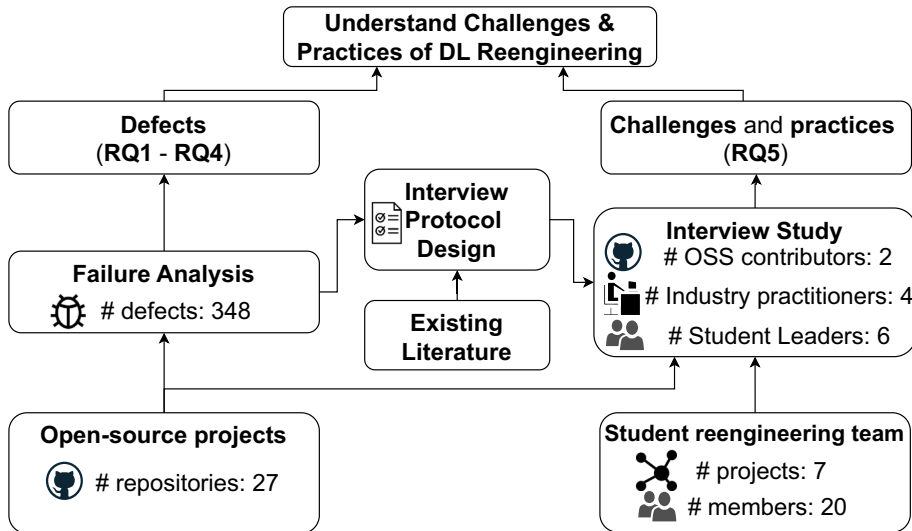 Understand Challenges &
Practices of DL Reengineering
Defects
(RQ1 - RQ4)
Challenges and practices
(RQ5)
Interview
Protocol
Design
Interview Study
# OSS contributors: 2
# Industry practitioners: 4
# Student Leaders: 6
Failure Analysis
# defects: 348
Existing
Literature
Open-source projects
# repositories: 27
Student reengineering team
# projects: 7
# members: 20